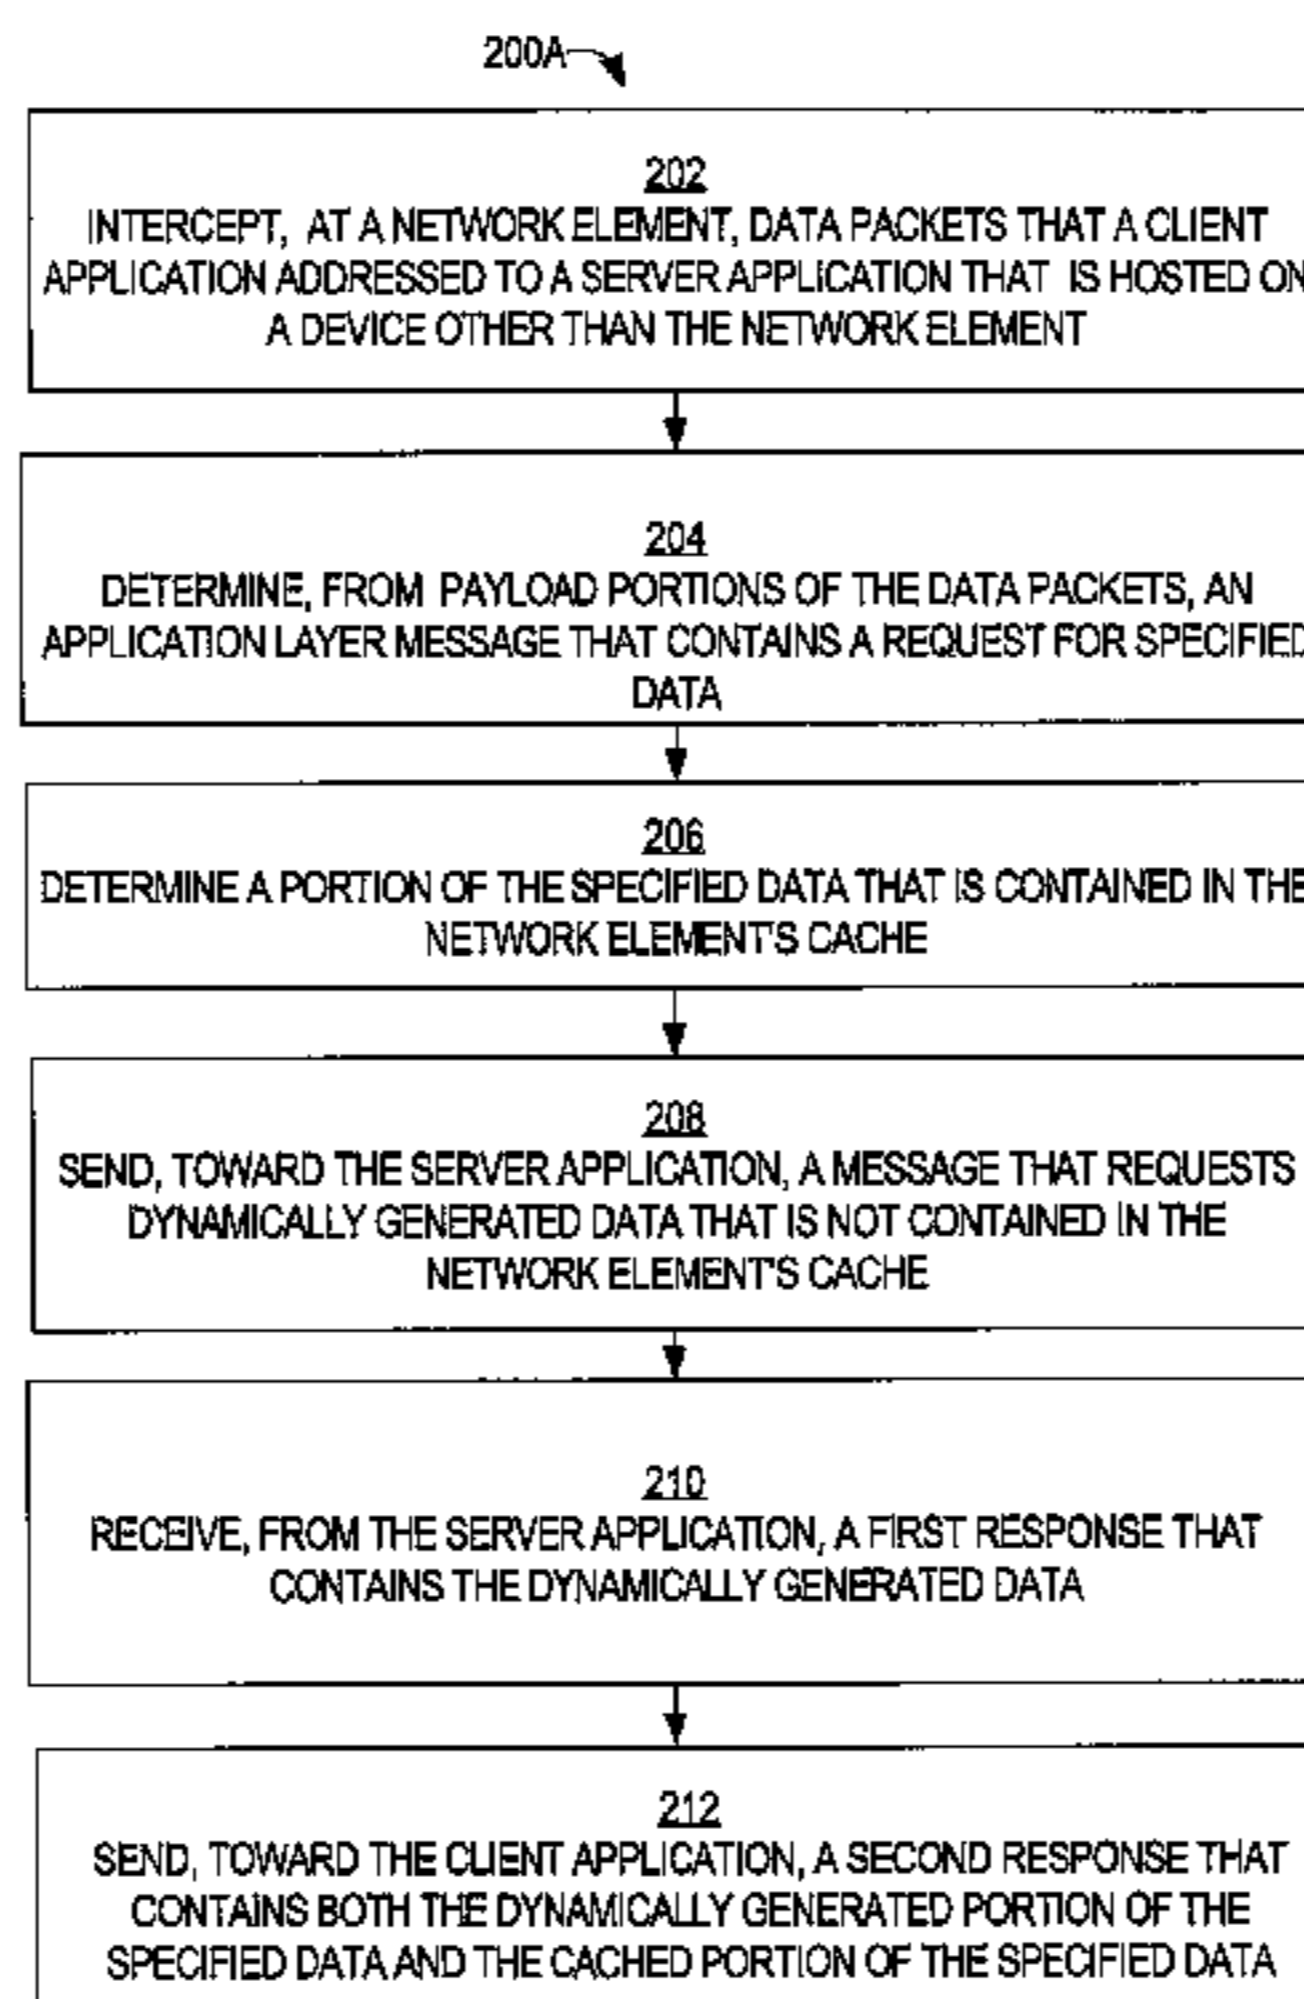 200A
202
INTERCEPT, AT A NETWORK ELEMENT, DATA PACKETS THAT A CLIENT
APPLICATION ADDRESSED TO A SERVER APPLICATION THAT IS HOSTED ON
A DEVICE OTHER THAN THE NETWORK ELEMENT
204
DETERMINE, FROM PAYLOAD PORTIONS OF THE DATA PACKETS, AN
APPLICATION LAYER MESSAGE THAT CONTAINS A REQUEST FOR SPECIFIED
DATA
206
DETERMINE A PORTION OF THE SPECIFIED DATA THAT IS CONTAINED IN THE
NETWORK ELEMENT'S CACHE
208
SEND, TOWARD THE SERVER APPLICATION, A MESSAGE THAT REQUESTS
DYNAMICALLY GENERATED DATA THAT IS NOT CONTAINED IN THE
NETWORK ELEMENT'S CACHE
210
RECEIVE, FROM THE SERVER APPLICATION, A FIRST RESPONSE THAT
CONTAINS THE DYNAMICALLY GENERATED DATA
212
SEND, TOWARD THE CLIENT APPLICATION, A SECOND RESPONSE THAT
CONTAINS BOTH THE DYNAMICALLY GENERATED PORTION OF THE
SPECIFIED DATA AND THE CACHED PORTION OF THE SPECIFIED DATA